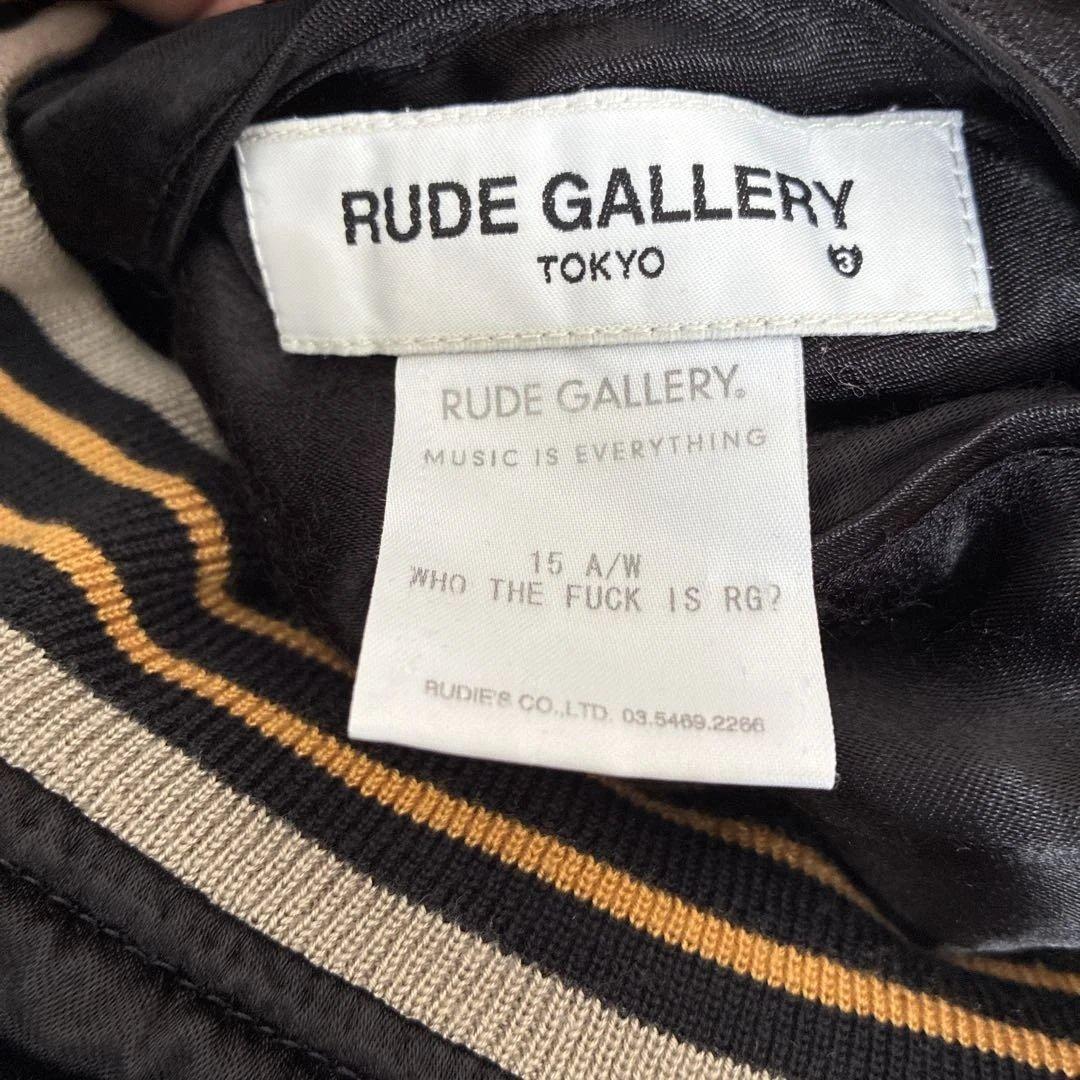 RUDE GALLERY
TOKYO 3
RUDE GALLERY.
MUSIC IS EVERYTHING
15 A/W
WHO THE FUCK IS RG?
RUDIE'S CO.,LTD. 03.5469.2266